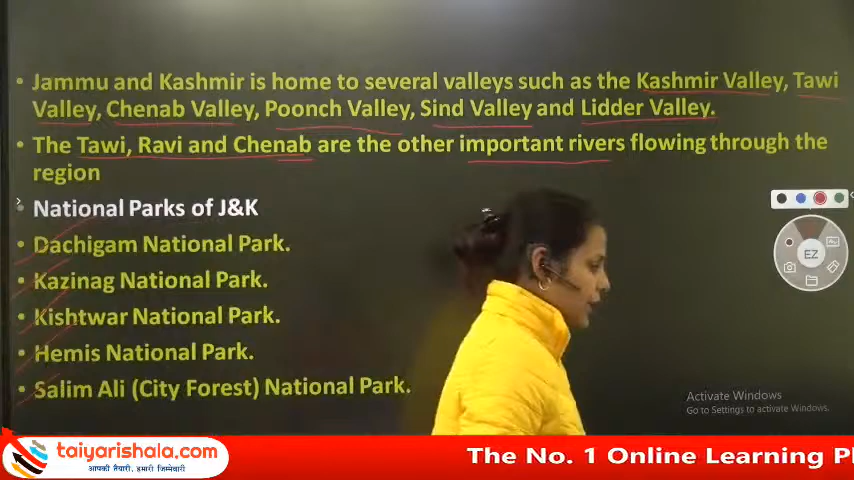 • Jammu and Kashmir is home to several valleys such as the Kashmir Valley, Tawi
Valley, Chenab Valley, Poonch Valley, Sind Valley and Lidder Valley.
• The Tawi, Ravi and Chenab are the other important rivers flowing through the
region
• National Parks of J&K
• Dachigam National Park.
• Kazinag National Park.
• Kishtwar National Park.
• Hemis National Park.
• Salim Ali (City Forest) National Park.
EZ
Activate Windows
Go to Settings to activate Windows.
taiyarishala.com
आपकी तैयारी, हमारी जिम्मेदारी
The No. 1 Online Learning Pl